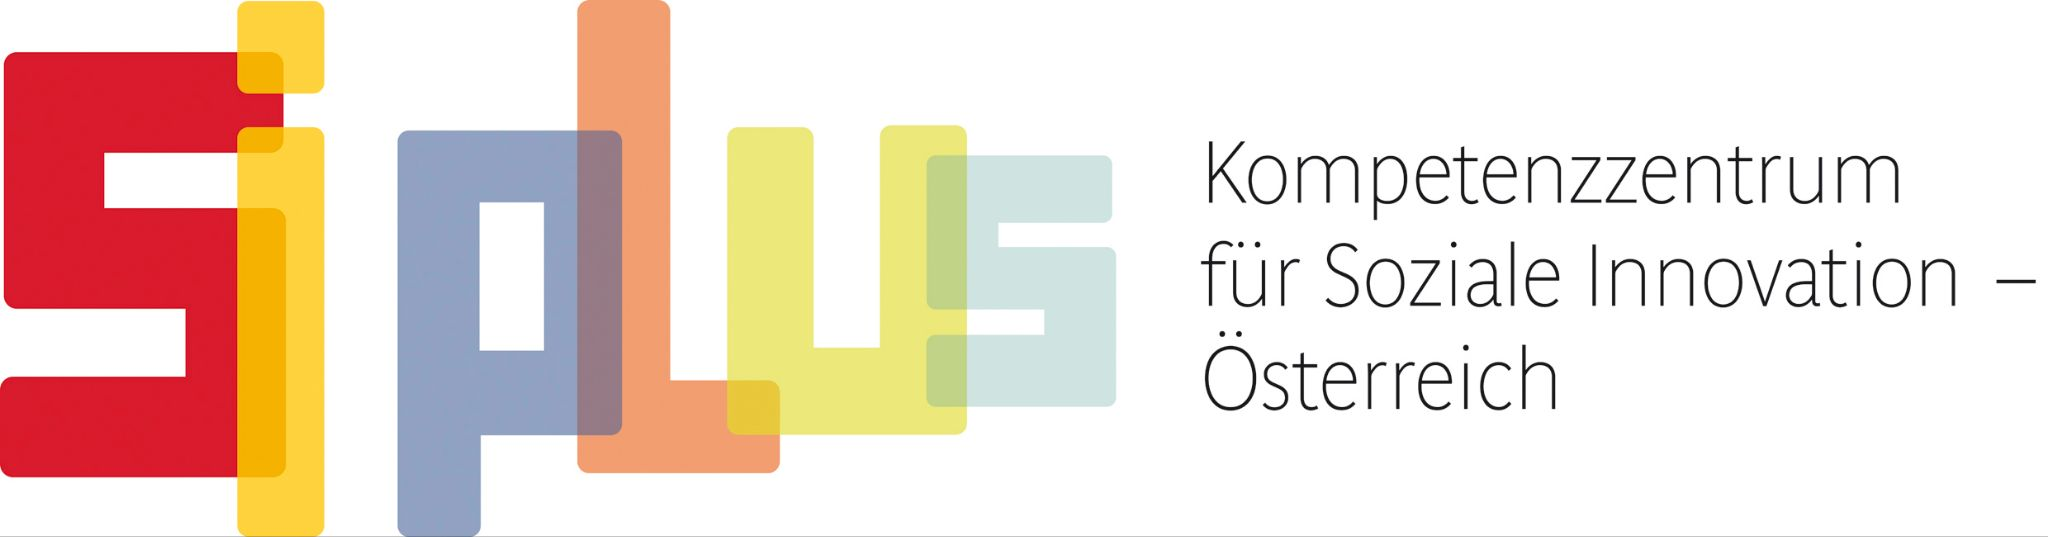 SiPLUS
Kompetenzzentrum
für Soziale Innovation –
Österreich